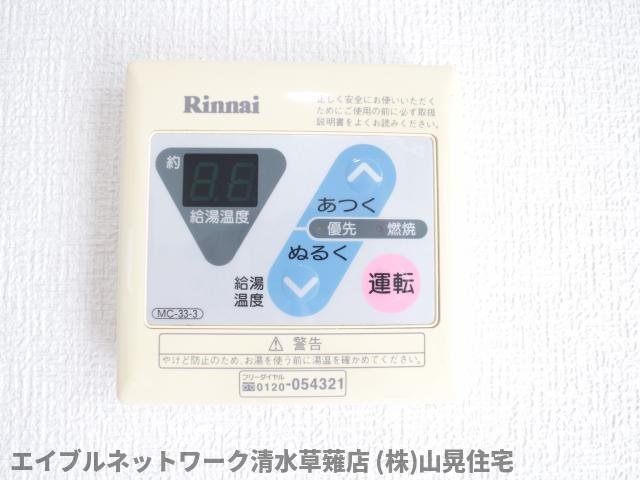 Rinnai
正しく安全にお使いいただく
ためにご使用の前に必ず取扱
説明書をよくお読みください。
約
給湯温度
あつく
優先
燃焼
ぬるく
給湯
温度
運転
MC-33-3
⚠ 警告
やけど防止のため、お湯を使う前に湯温を確かめてください。
フリーダイヤル
0120-054321
エイブルネットワーク清水草薙店 (株)山晃住宅